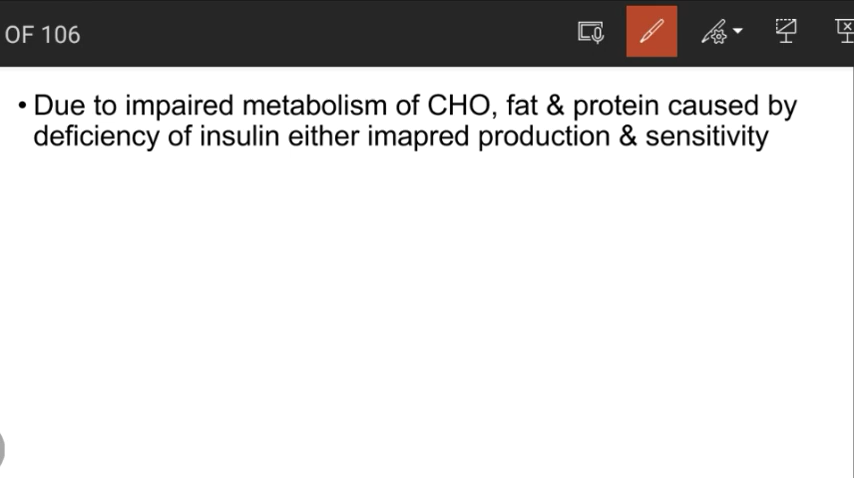 OF 106
• Due to impaired metabolism of CHO, fat & protein caused by
deficiency of insulin either imapred production & sensitivity